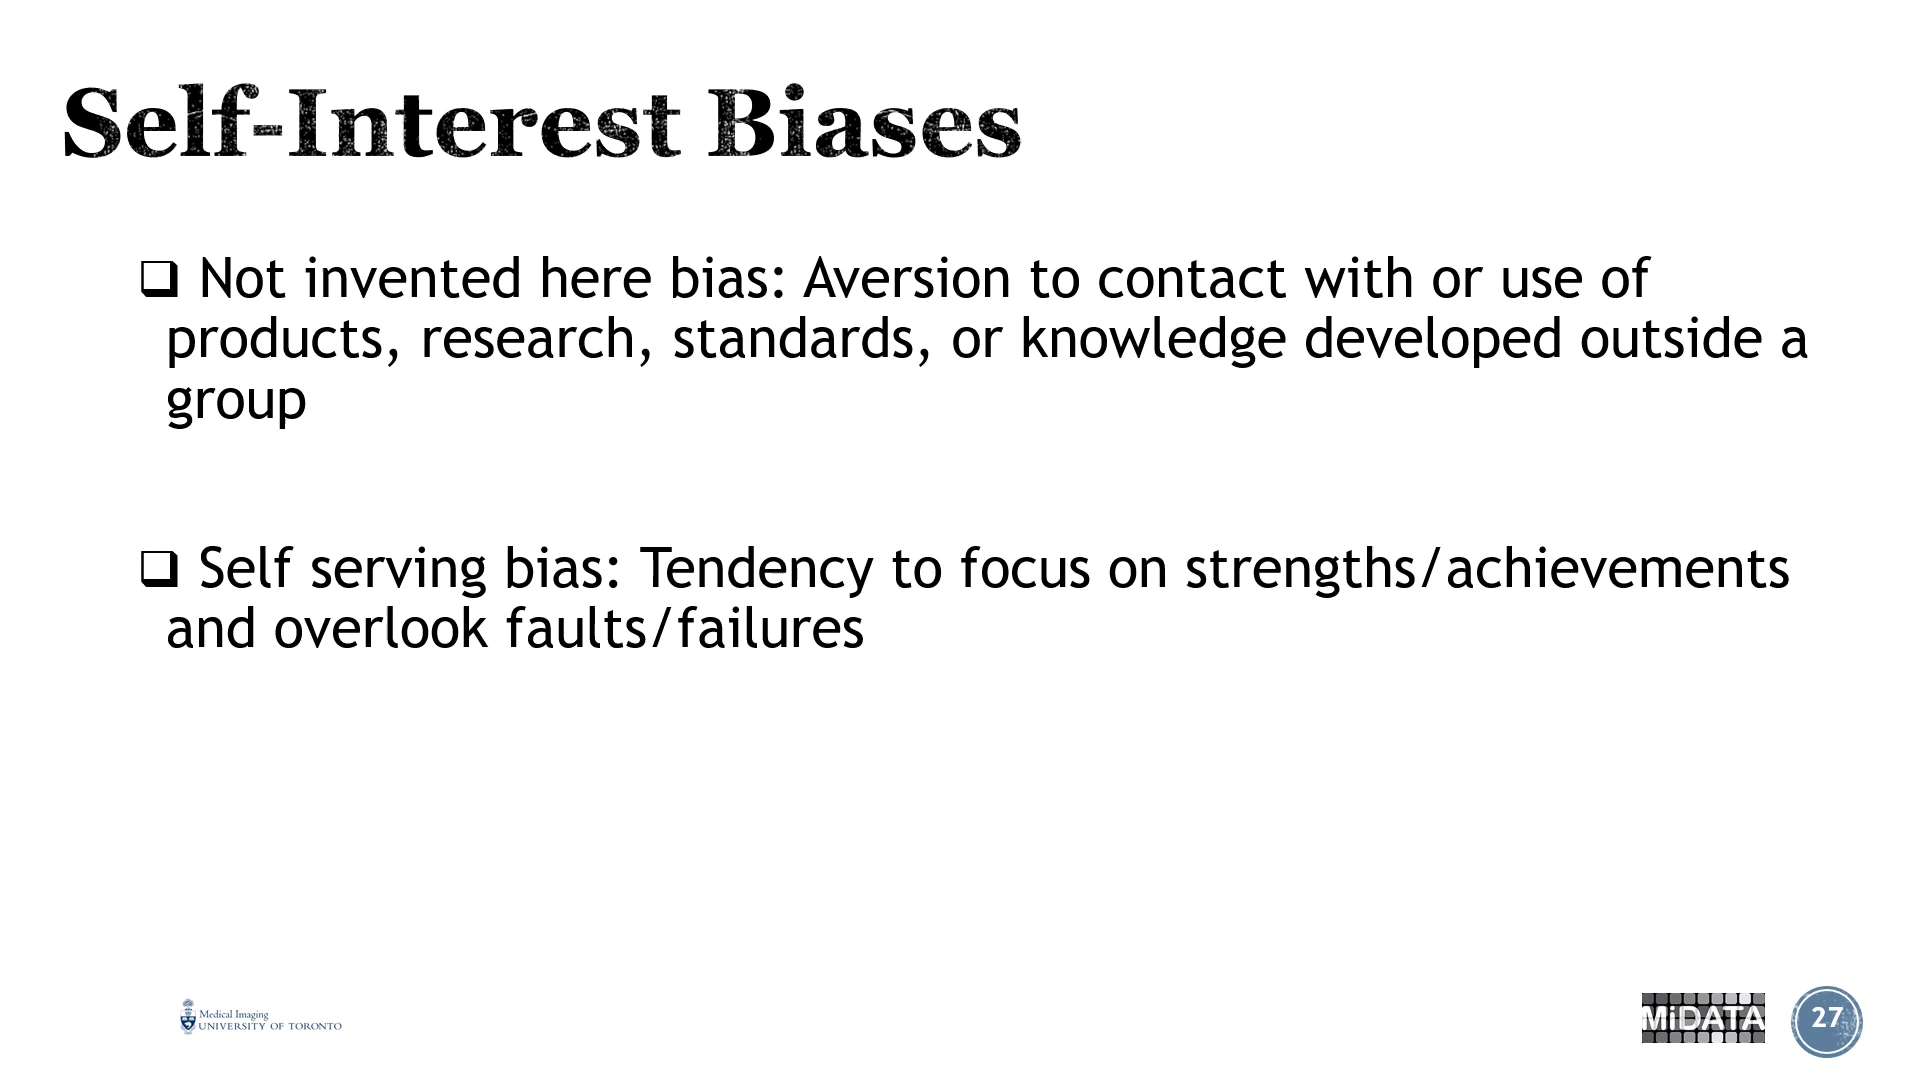 Self-Interest Biases
❑ Not invented here bias: Aversion to contact with or use of
products, research, standards, or knowledge developed outside a
group
❑ Self serving bias: Tendency to focus on strengths/achievements
and overlook faults/failures
Medical Imaging
UNIVERSITY OF TORONTO
MiDATA
27